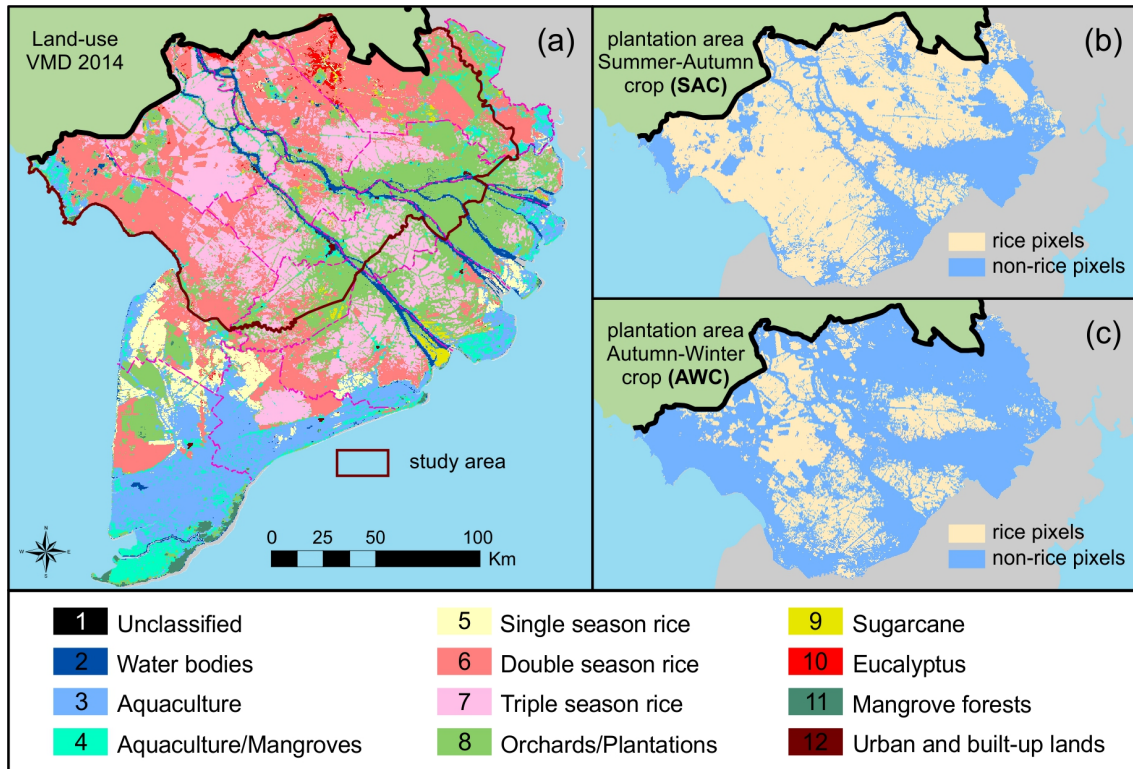 Land-use
VMD 2014
(a)
study area
N
W
E
S
0 25 50 100
Km
plantation area
Summer-Autumn
crop (SAC)
(b)
rice pixels
non-rice pixels
plantation area
Autumn-Winter
crop (AWC)
(c)
rice pixels
non-rice pixels
1 Unclassified
2 Water bodies
3 Aquaculture
4 Aquaculture/Mangroves
5 Single season rice
6 Double season rice
7 Triple season rice
8 Orchards/Plantations
9 Sugarcane
10 Eucalyptus
11 Mangrove forests
12 Urban and built-up lands